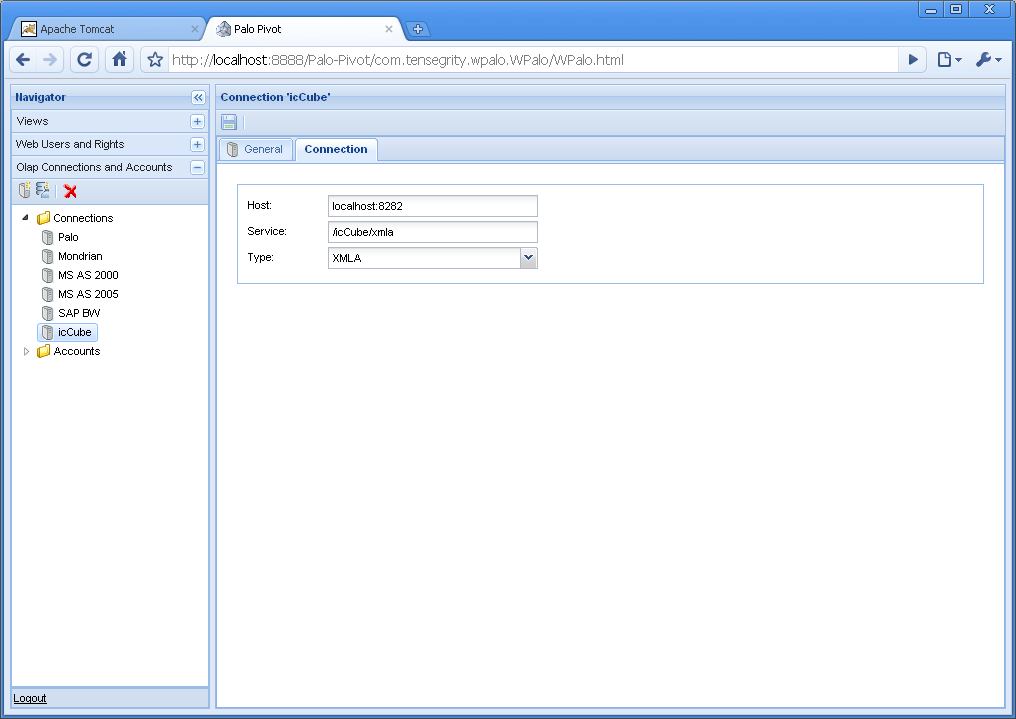 Apache Tomcat
Palo Pivot
http://localhost:8888/Palo-Pivot/com.tensegrity.wpalo.WPalo/WPalo.html
Navigator
Views
Web Users and Rights
Olap Connections and Accounts
Connections
Palo
Mondrian
MS AS 2000
MS AS 2005
SAP BW
icCube
Accounts
Logout
Connection 'icCube'
General
Connection
Host:
localhost:8282
Service:
/icCube/xmla
Type:
XMLA